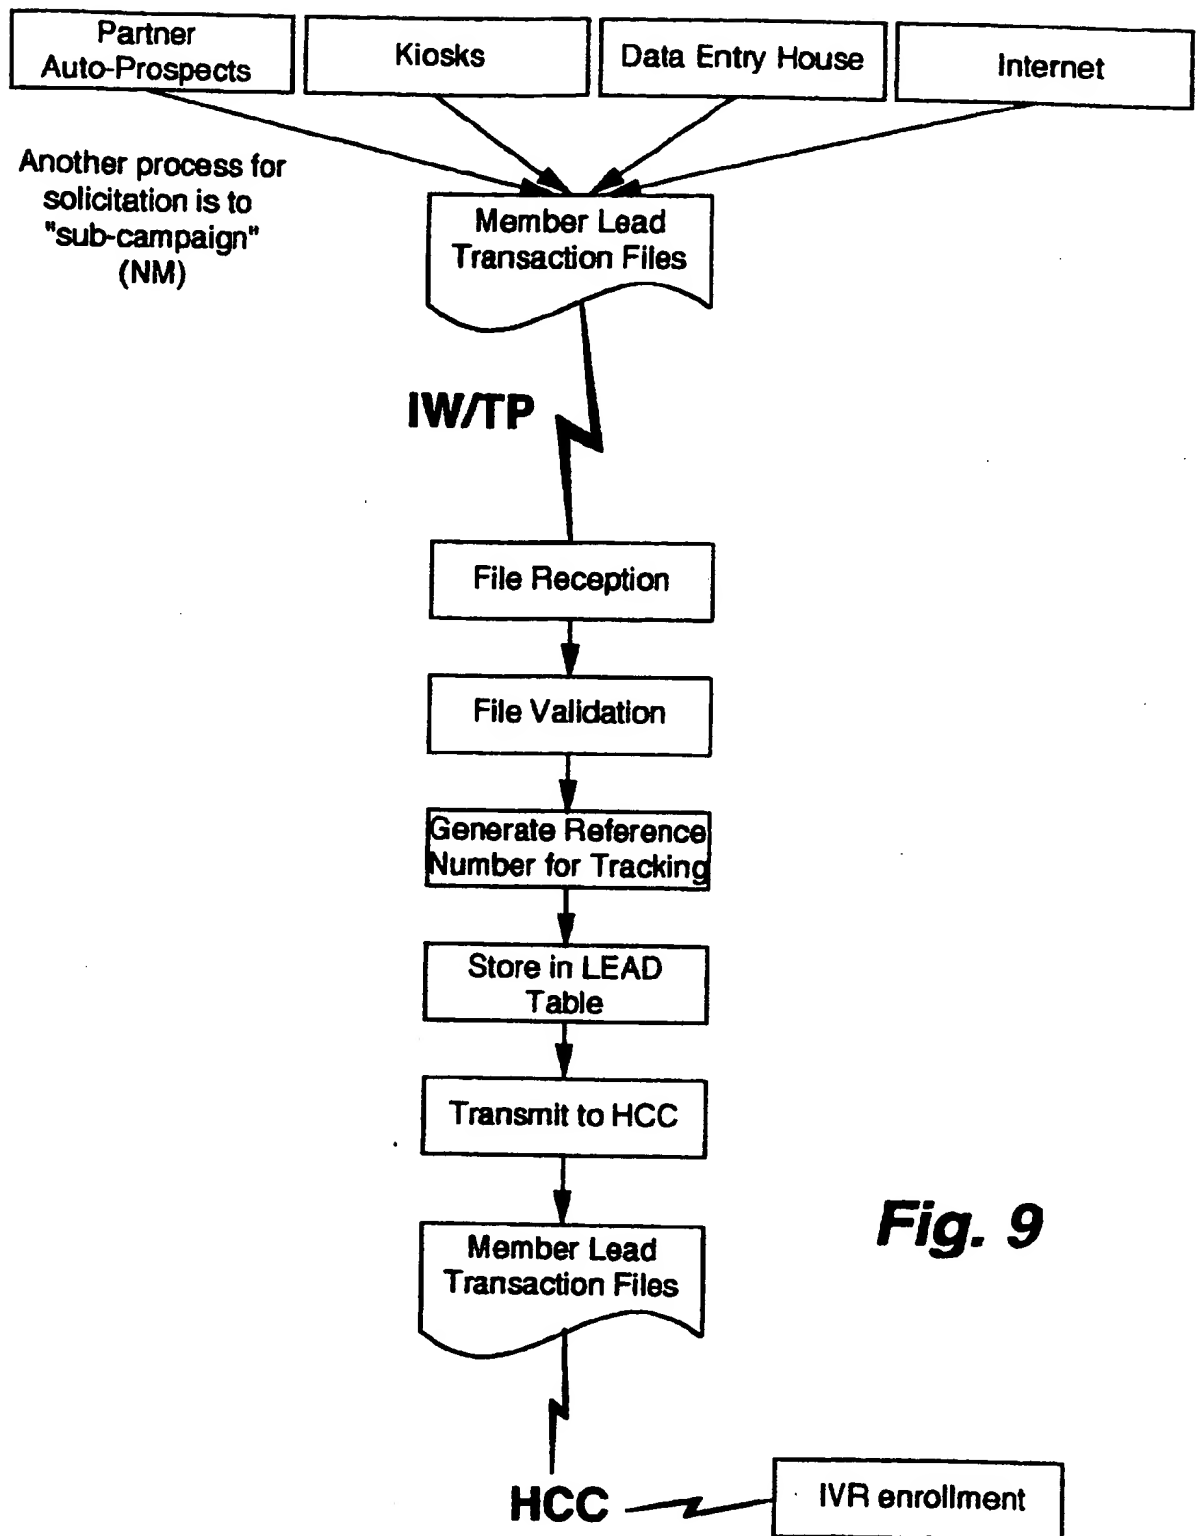 Partner
Auto-Prospects
Kiosks
Data Entry House
Internet
Another process for
solicitation is to
"sub-campaign"
(NM)
Member Lead
Transaction Files
IW/TP
File Reception
File Validation
Generate Reference
Number for Tracking
Store in LEAD
Table
Transmit to HCC
Member Lead
Transaction Files
Fig. 9
HCC
IVR enrollment